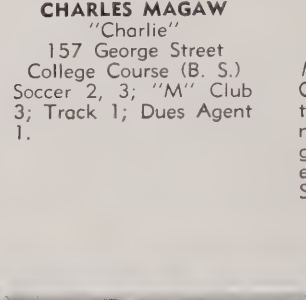 CHARLES MAGAW
"Charlie"
157 George Street
College Course (B. S.)
Soccer 2, 3; "M" Club
3; Track 1; Dues Agent
1.